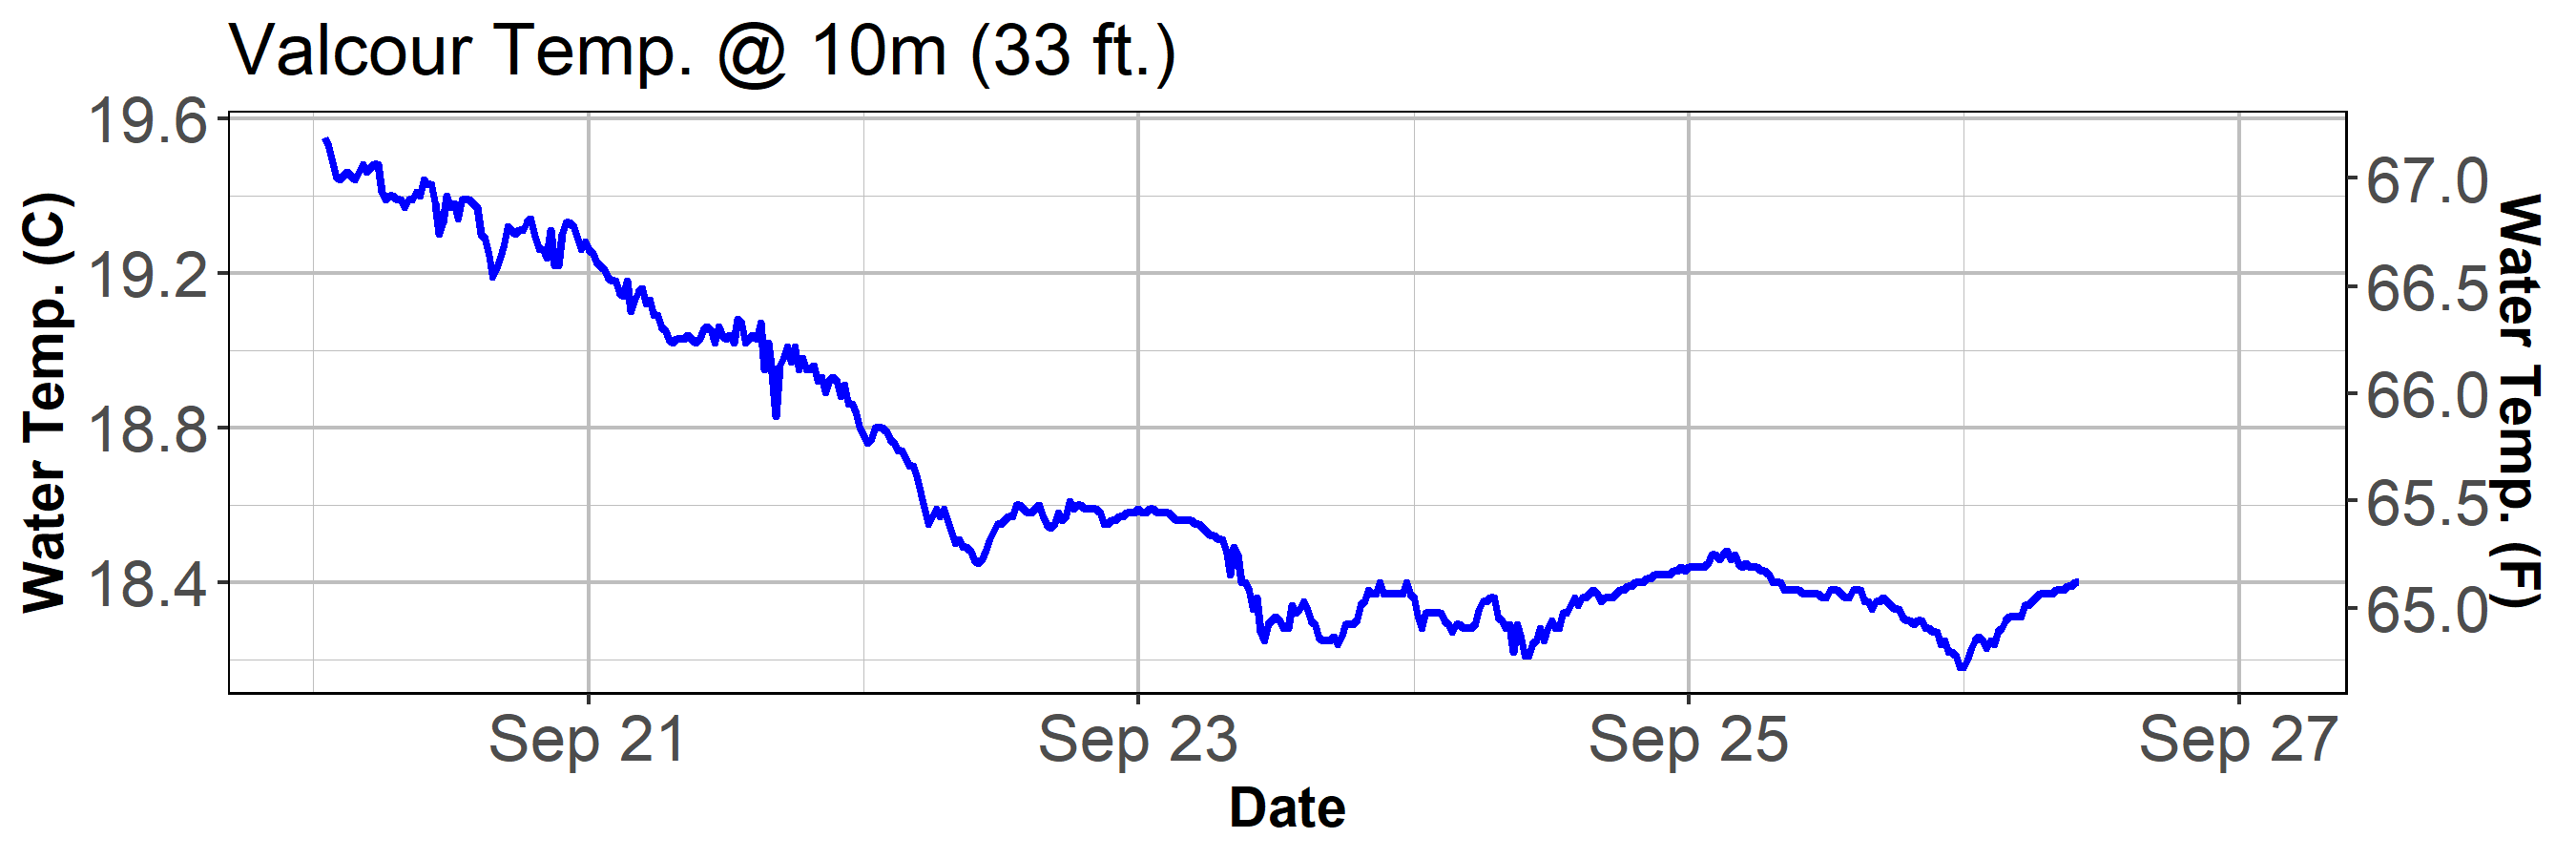 Valcour Temp. @ 10m (33 ft.)
Water Temp. (C)
19.6
19.2
18.8
18.4
67.0
66.5
66.0
65.5
65.0
Water Temp. (F)
Sep 21
Sep 23
Sep 25
Sep 27
Date